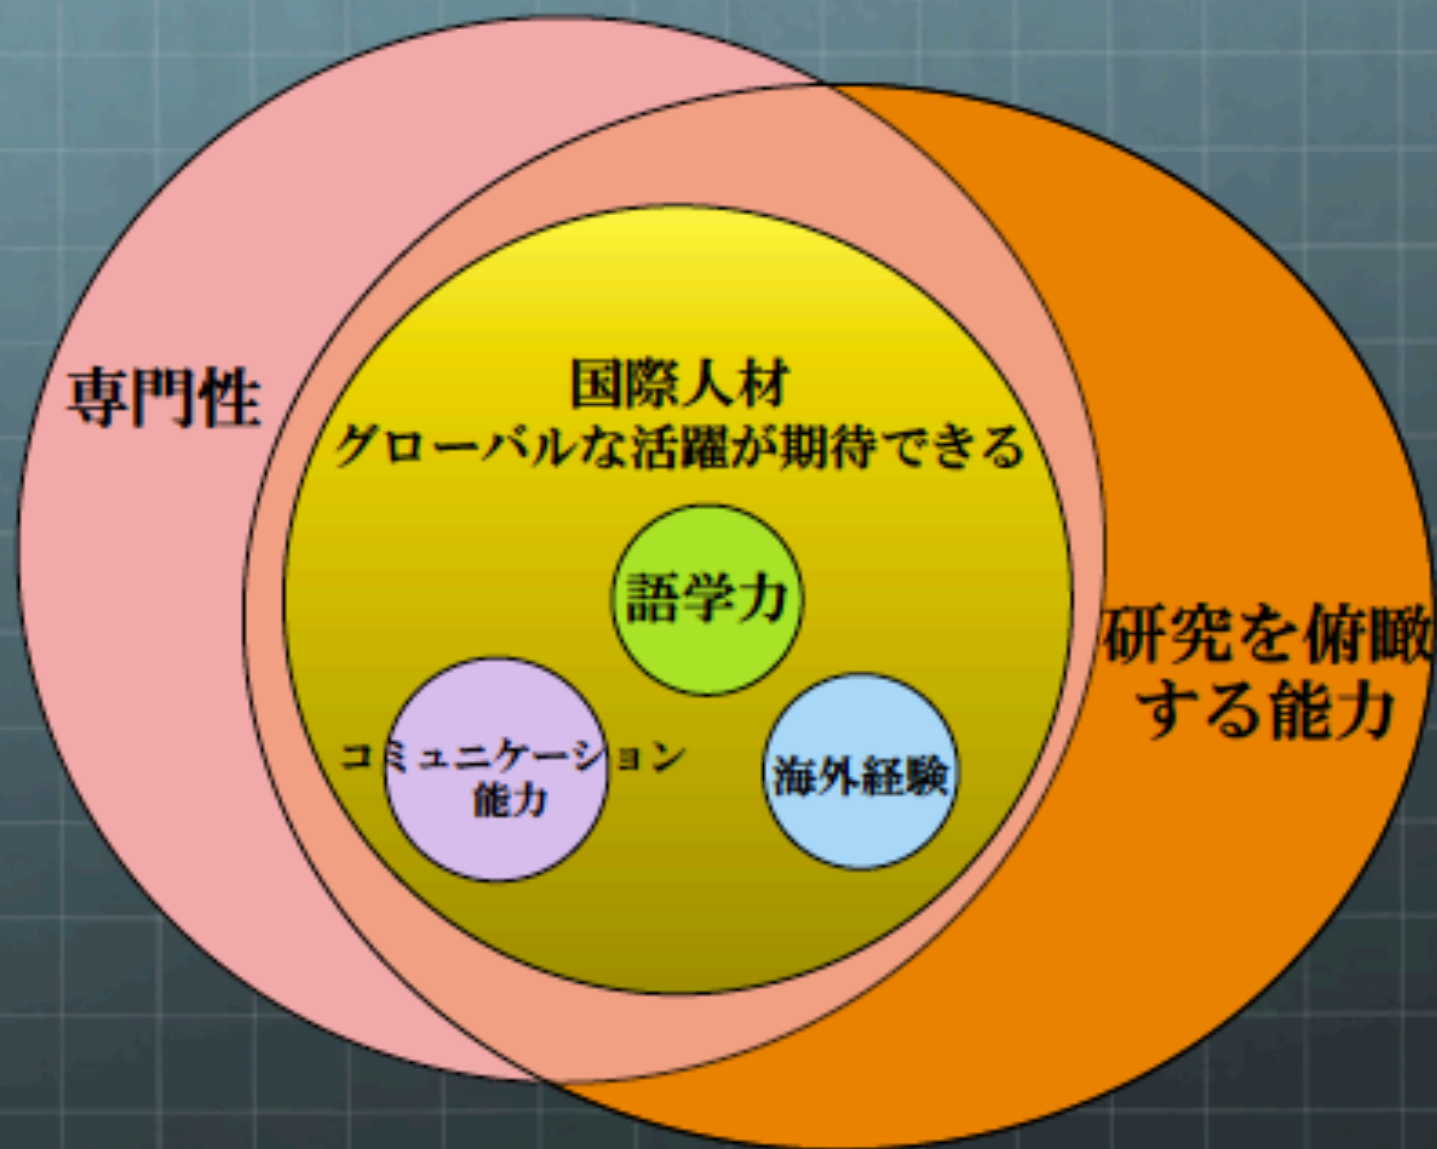 専門性
国際人材
グローバルな活躍が期待できる
語学力
コミュニケーション
能力
海外経験
研究を俯瞰
する能力